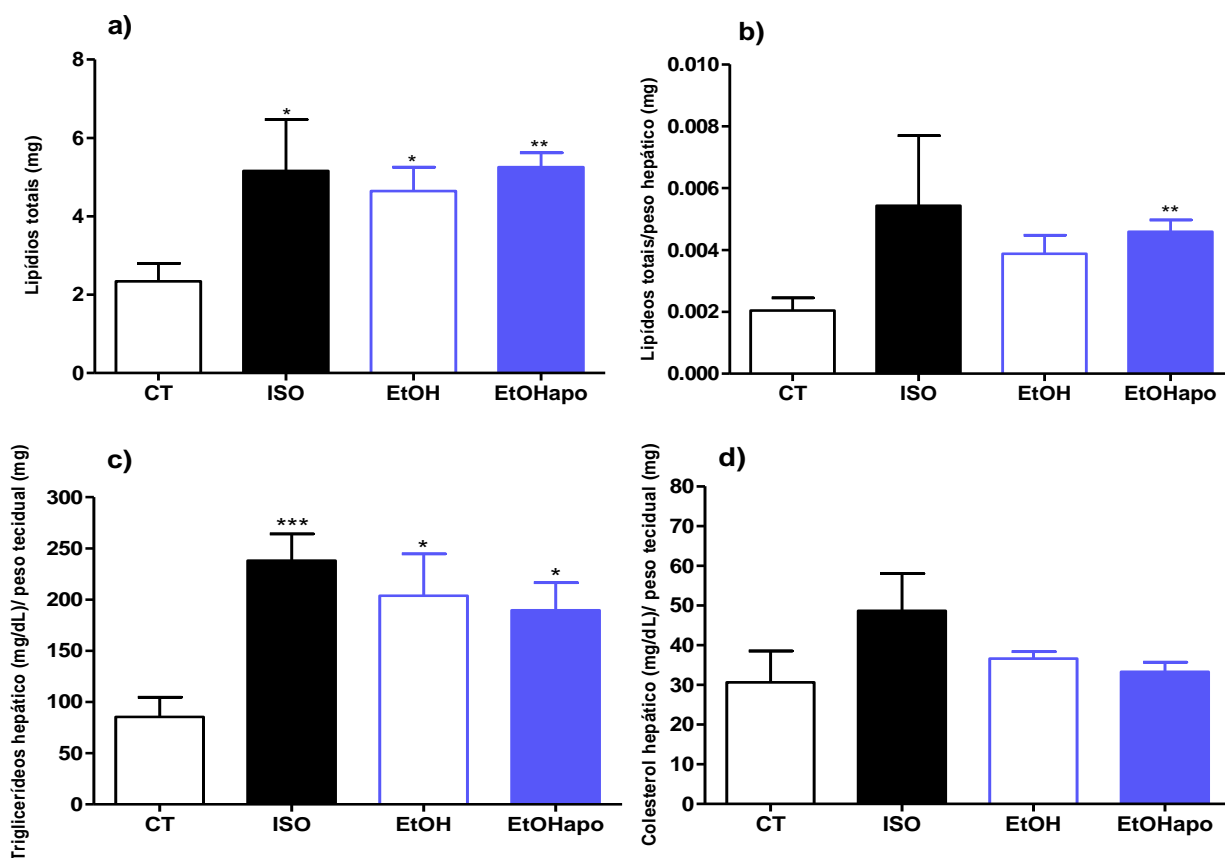 a)
Lipídios totais (mg)
8
6
4
2
0
*
*
**
CT ISO EtOH EtOHapo
b)
Lipídeos totais/peso hepático (mg)
0.010
0.008
0.006
0.004
0.002
0.000
**
CT ISO EtOH EtOHapo
c)
Triglicerídeos hepático (mg/dL)/ peso tecidual (mg)
300
250
200
150
100
50
0
***
*
*
CT ISO EtOH EtOHapo
d)
Colesterol hepático (mg/dL)/ peso tecidual (mg)
80
70
60
50
40
30
20
10
0
CT ISO EtOH EtOHapo